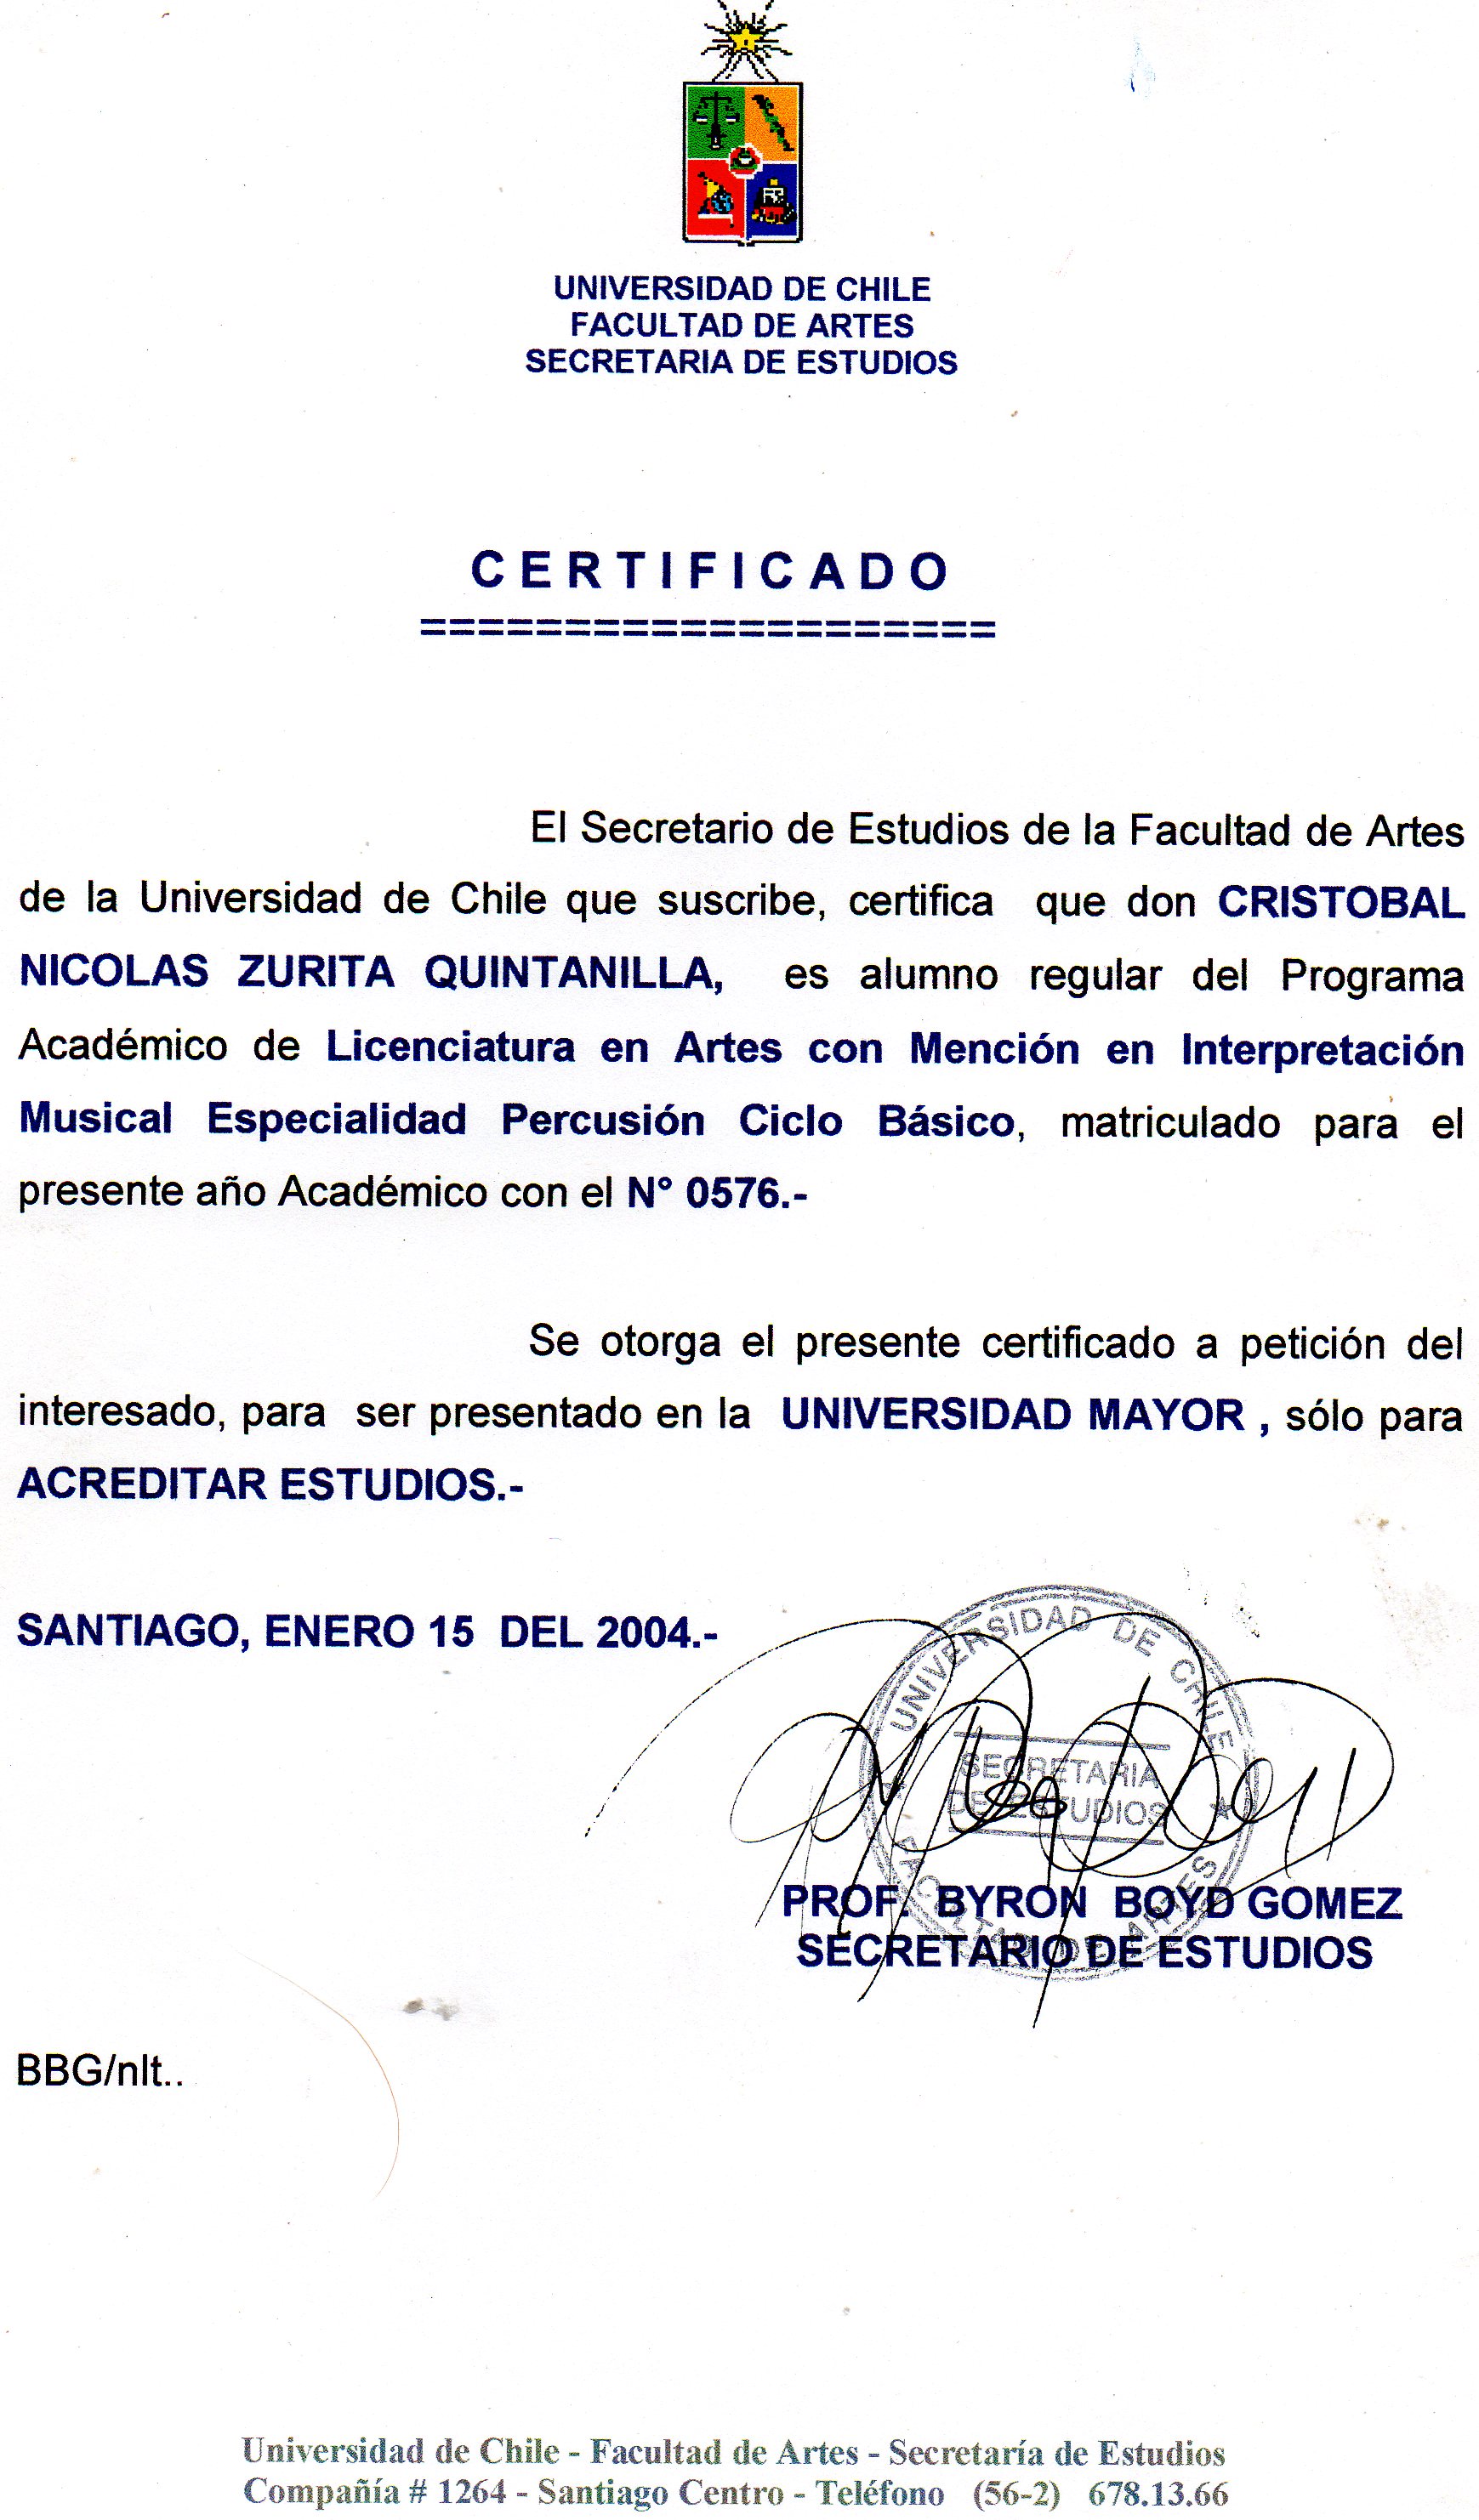 UNIVERSIDAD DE CHILE
FACULTAD DE ARTES
SECRETARIA DE ESTUDIOS
CERTIFICADO
====================
El Secretario de Estudios de la Facultad de Artes
de la Universidad de Chile que suscribe, certifica que don CRISTOBAL
NICOLAS ZURITA QUINTANILLA, es alumno regular del Programa
Académico de Licenciatura en Artes con Mención en Interpretación
Musical Especialidad Percusión Ciclo Básico, matriculado para el
presente año Académico con el N° 0576.-
Se otorga el presente certificado a petición del
interesado, para ser presentado en la UNIVERSIDAD MAYOR , sólo para
ACREDITAR ESTUDIOS.-
SANTIAGO, ENERO 15 DEL 2004.-
UNIVERSIDAD DE CHILE
SECRETARIA
DE ESTUDIOS
FACULTAD DE ARTES
PROF. BYRON BOYD GOMEZ
SECRETARIO DE ESTUDIOS
BBG/nlt..
Universidad de Chile - Facultad de Artes - Secretaría de Estudios
Compañía # 1264 - Santiago Centro - Teléfono (56-2) 678.13.66